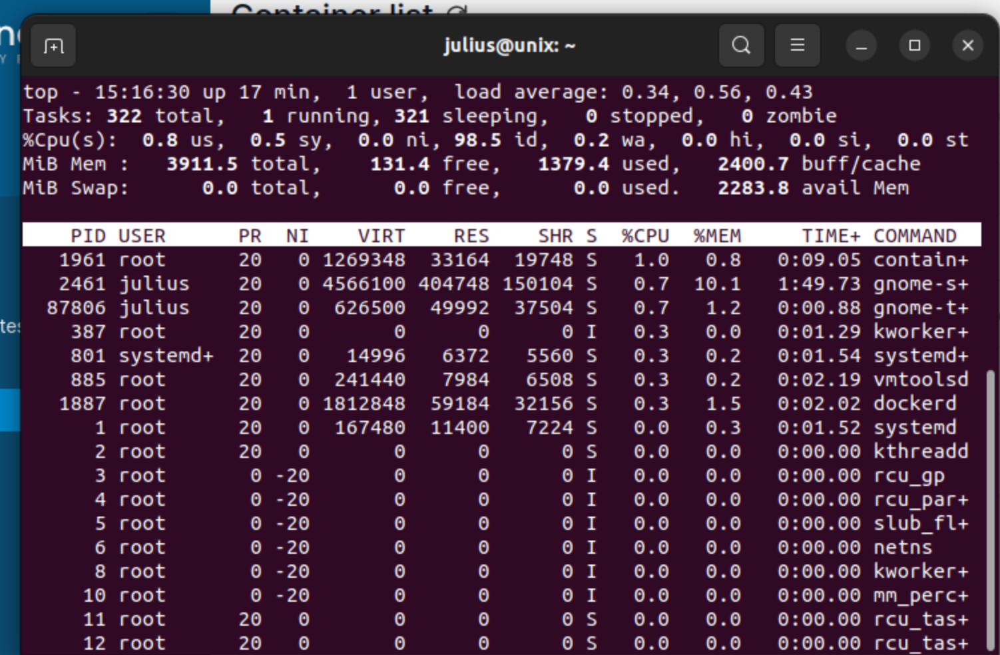 Container list
julius@unix: ~
top - 15:16:30 up 17 min,  1 user,  load average: 0.34, 0.56, 0.43
Tasks: 322 total,   1 running, 321 sleeping,   0 stopped,   0 zombie
%Cpu(s):  0.8 us,  0.5 sy,  0.0 ni, 98.5 id,  0.2 wa,  0.0 hi,  0.0 si,  0.0 st
MiB Mem :   3911.5 total,    131.4 free,   1379.4 used,   2400.7 buff/cache
MiB Swap:      0.0 total,      0.0 free,      0.0 used.   2283.8 avail Mem
PID USER      PR  NI    VIRT    RES    SHR S  %CPU  %MEM     TIME+ COMMAND
1961 root      20   0 1269348  33164  19748 S   1.0   0.8   0:09.05 contain+
2461 julius    20   0 4566100 404748 150104 S   0.7  10.1   1:49.73 gnome-s+
87806 julius    20   0  626500  49992  37504 S   0.7   1.2   0:00.88 gnome-t+
387 root      20   0       0      0      0 I   0.3   0.0   0:01.29 kworker+
801 systemd+  20   0   14996   6372   5560 S   0.3   0.2   0:01.54 systemd+
885 root      20   0  241440   7984   6508 S   0.3   0.2   0:02.19 vmtoolsd
1887 root      20   0 1812848  59184  32156 S   0.3   1.5   0:02.02 dockerd
1 root      20   0  167480  11400   7224 S   0.0   0.3   0:01.52 systemd
2 root      20   0       0      0      0 S   0.0   0.0   0:00.00 kthreadd
3 root       0 -20       0      0      0 I   0.0   0.0   0:00.00 rcu_gp
4 root       0 -20       0      0      0 I   0.0   0.0   0:00.00 rcu_par+
5 root       0 -20       0      0      0 I   0.0   0.0   0:00.00 slub_fl+
6 root       0 -20       0      0      0 I   0.0   0.0   0:00.00 netns
8 root       0 -20       0      0      0 I   0.0   0.0   0:00.00 kworker+
10 root       0 -20       0      0      0 I   0.0   0.0   0:00.00 mm_perc+
11 root      20   0       0      0      0 S   0.0   0.0   0:00.00 rcu_tas+
12 root      20   0       0      0      0 S   0.0   0.0   0:00.00 rcu_tas+